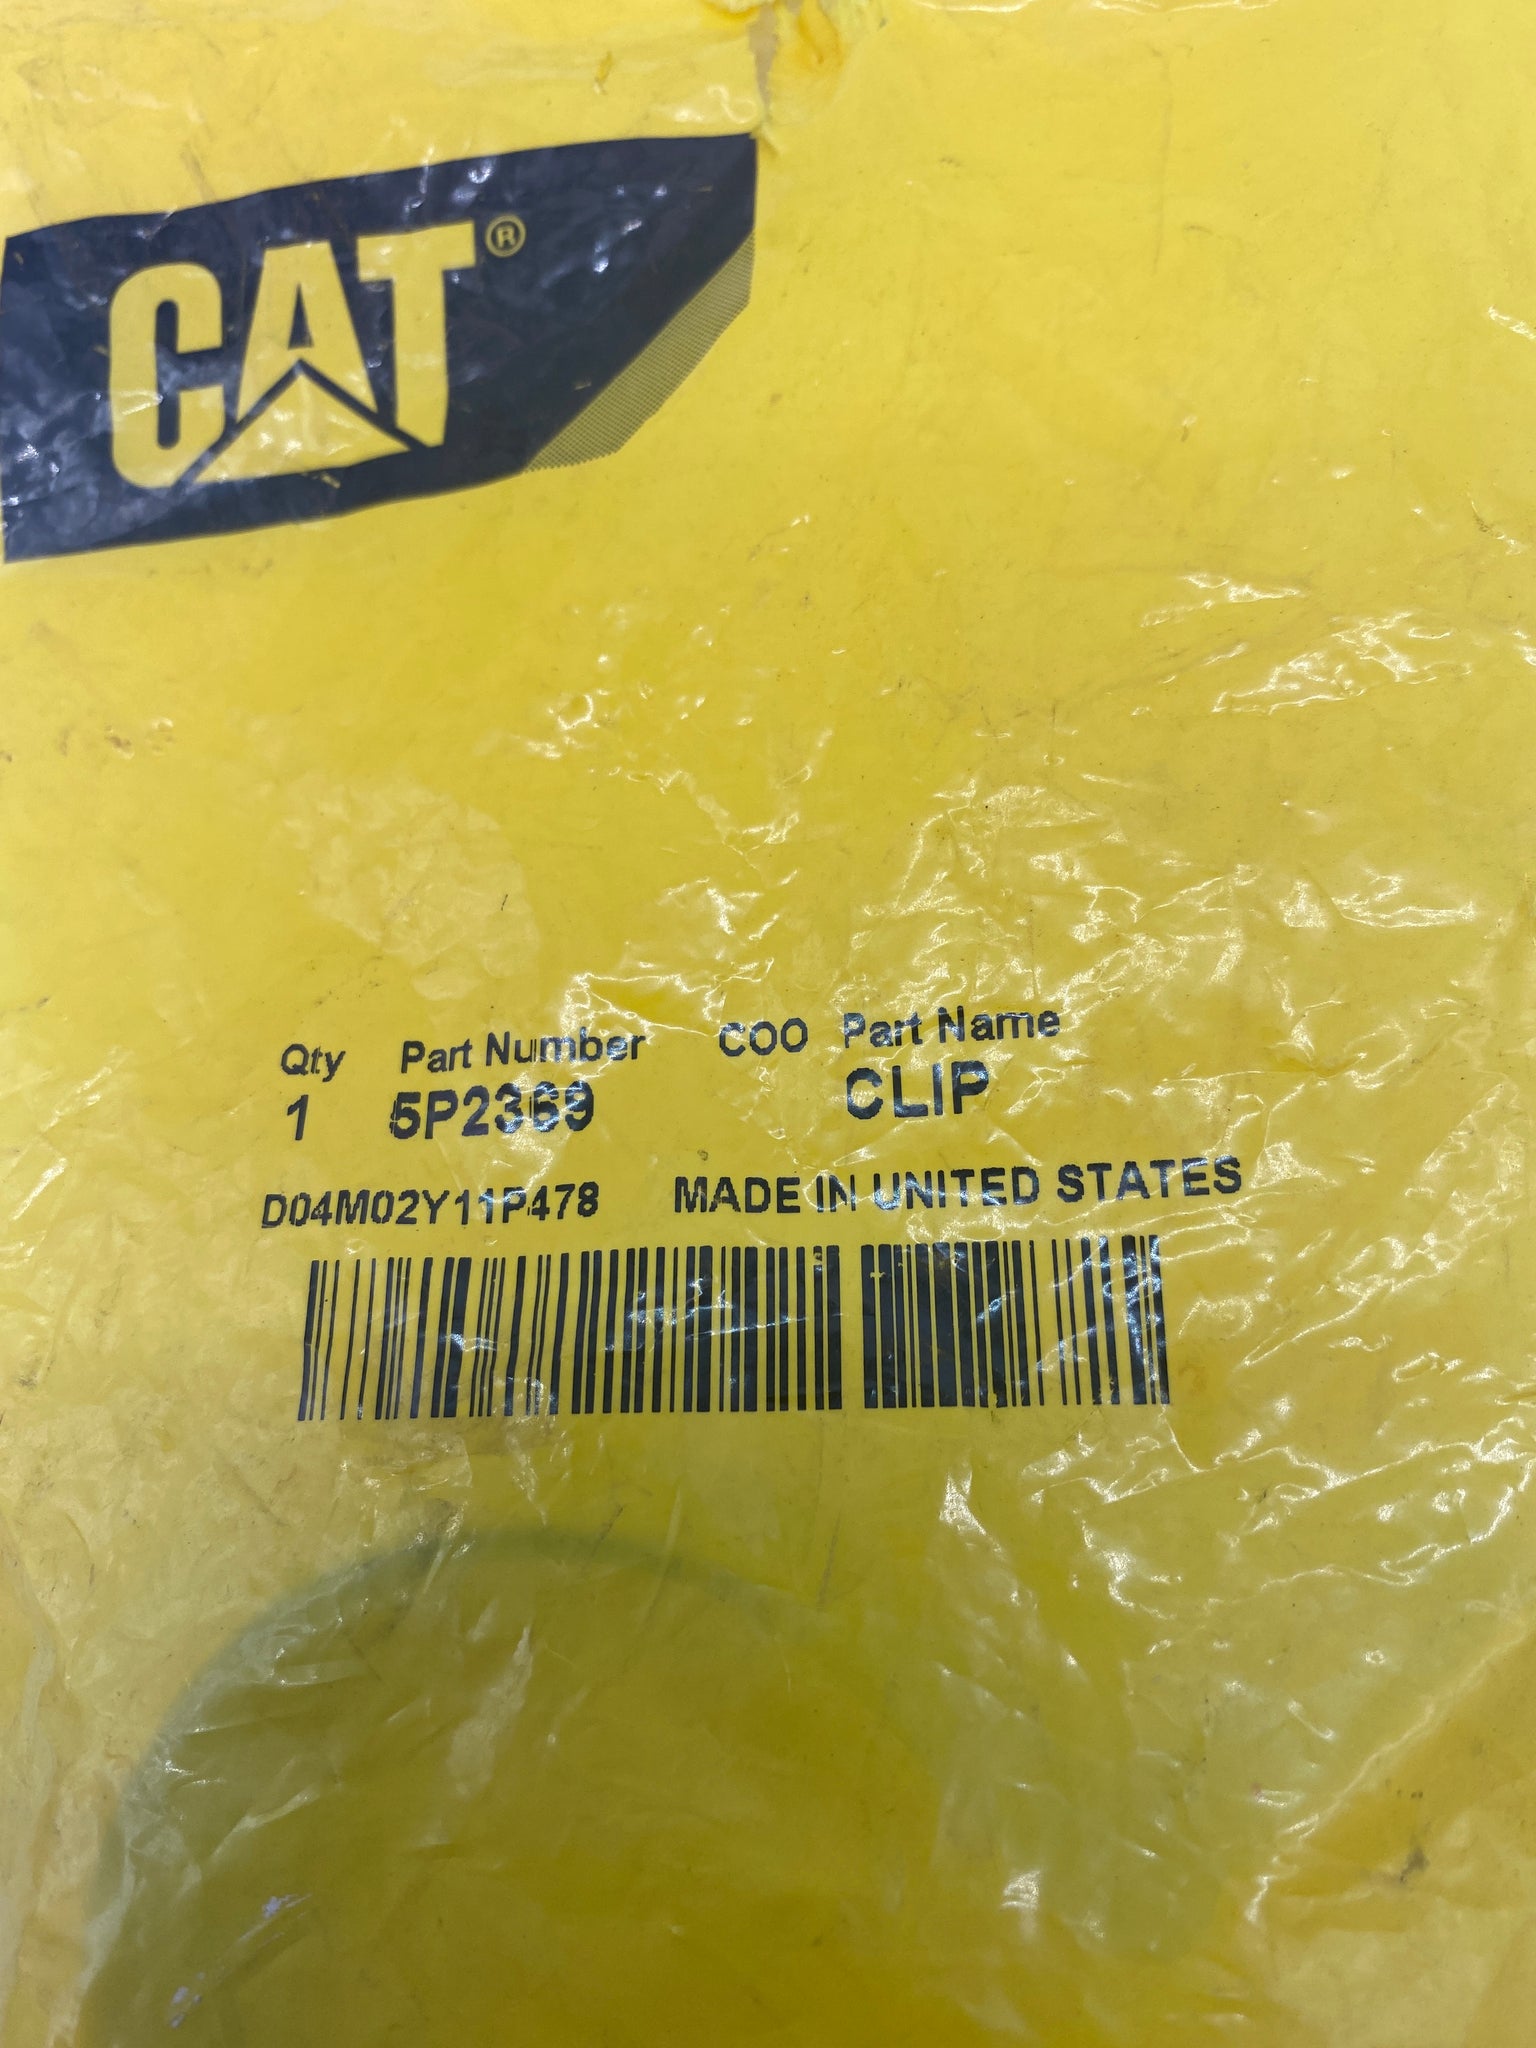 CAT®
Qty Part Number COO Part Name
1 5P2369 CLIP
D04M02Y11P478 MADE IN UNITED STATES